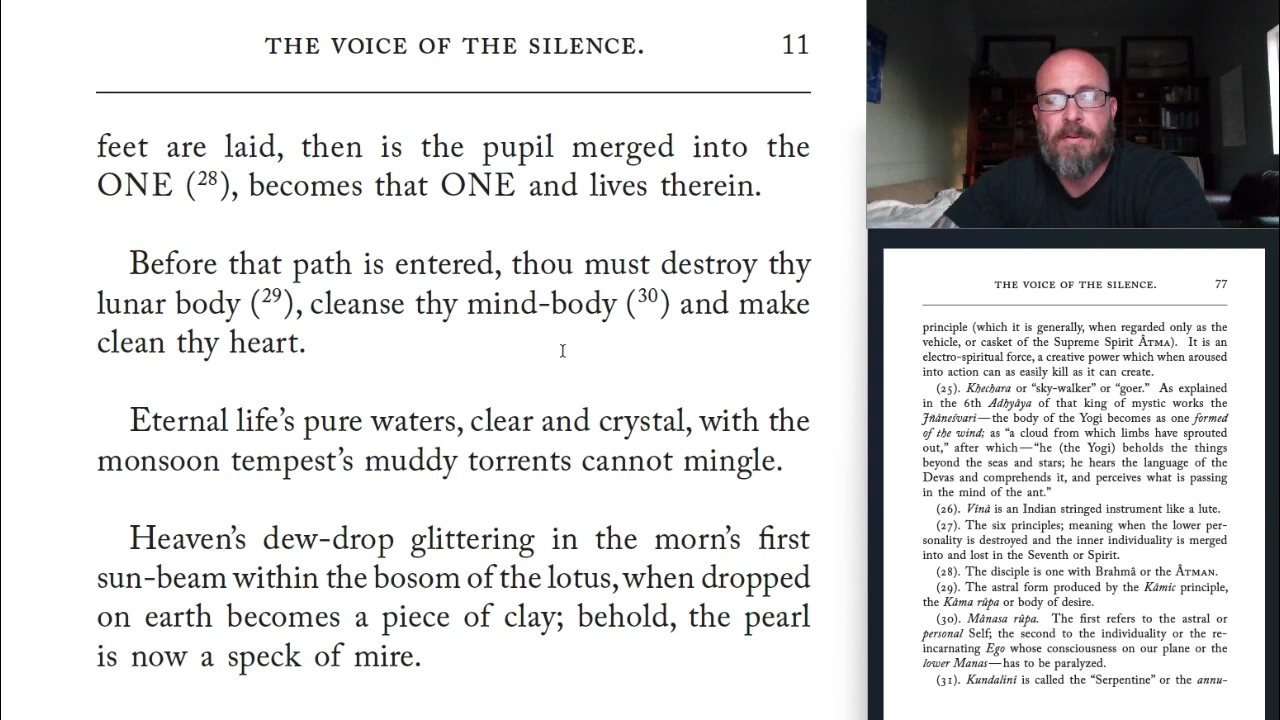 THE VOICE OF THE SILENCE. 11
feet are laid, then is the pupil merged into the
ONE (28), becomes that ONE and lives therein.
Before that path is entered, thou must destroy thy
lunar body (29), cleanse thy mind-body (30) and make
clean thy heart.
Eternal life’s pure waters, clear and crystal, with the
monsoon tempest’s muddy torrents cannot mingle.
Heaven’s dew-drop glittering in the morn’s first
sun-beam within the bosom of the lotus, when dropped
on earth becomes a piece of clay; behold, the pearl
is now a speck of mire.
THE VOICE OF THE SILENCE. 77
principle (which it is generally, when regarded only as the
vehicle, or casket of the Supreme Spirit ÂTMA). It is an
electro-spiritual force, a creative power which when aroused
into action can as easily kill as it can create.
(25). Khechara or “sky-walker” or “goer.” As explained
in the 6th Adhyâya of that king of mystic works the
Jñâneśvari—the body of the Yogi becomes as one formed
of the wind; as “a cloud from which limbs have sprouted
out,” after which—“he (the Yogi) beholds the things
beyond the seas and stars; he hears the language of the
Devas and comprehends it, and perceives what is passing
in the mind of the ant.”
(26). Vînâ is an Indian stringed instrument like a lute.
(27). The six principles; meaning when the lower per-
sonality is destroyed and the inner individuality is merged
into and lost in the Seventh or Spirit.
(28). The disciple is one with Brahmâ or the ÂTMAN.
(29). The astral form produced by the Kâmic principle,
the Kâma rûpa or body of desire.
(30). Mânasa rûpa. The first refers to the astral or
personal Self; the second to the individuality or the re-
incarnating Ego whose consciousness on our plane or the
lower Manas—has to be paralyzed.
(31). Kundalinî is called the “Serpentine” or the annu-